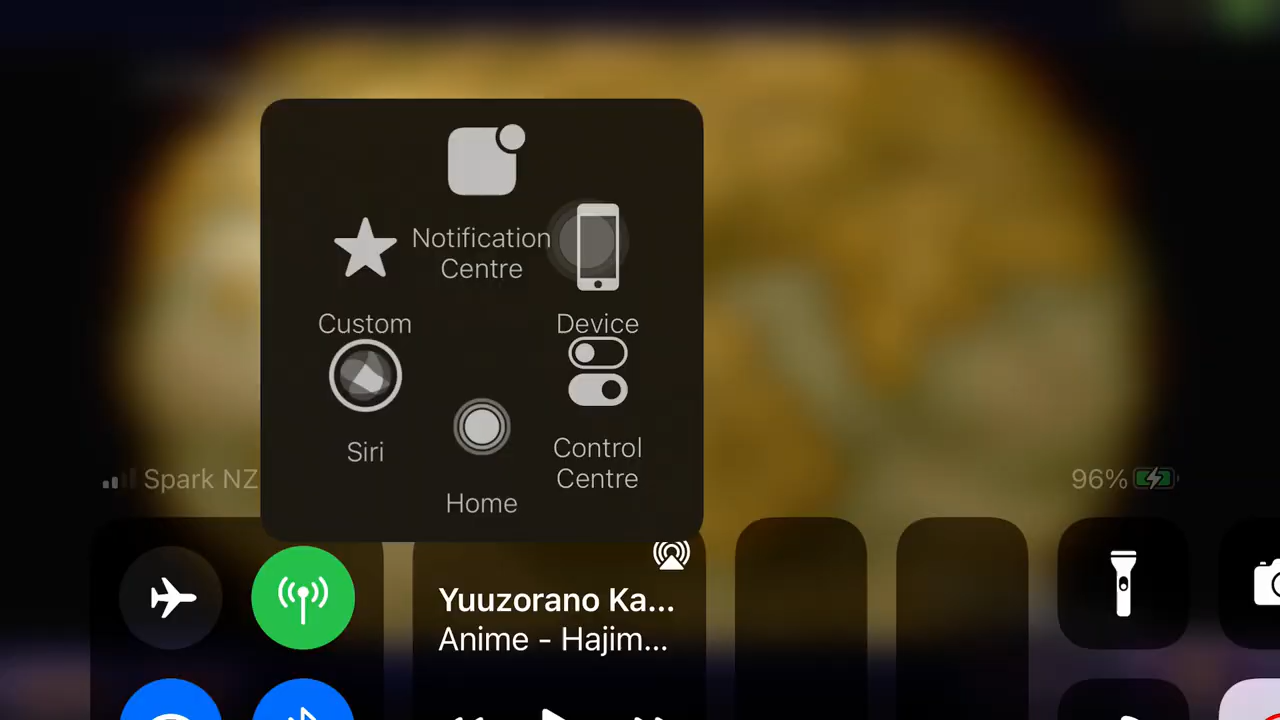 Notification
Centre
Custom
Device
Siri
Control
Centre
Home
Spark NZ
96%
Yuuzorano Ka...
Anime - Hajim...